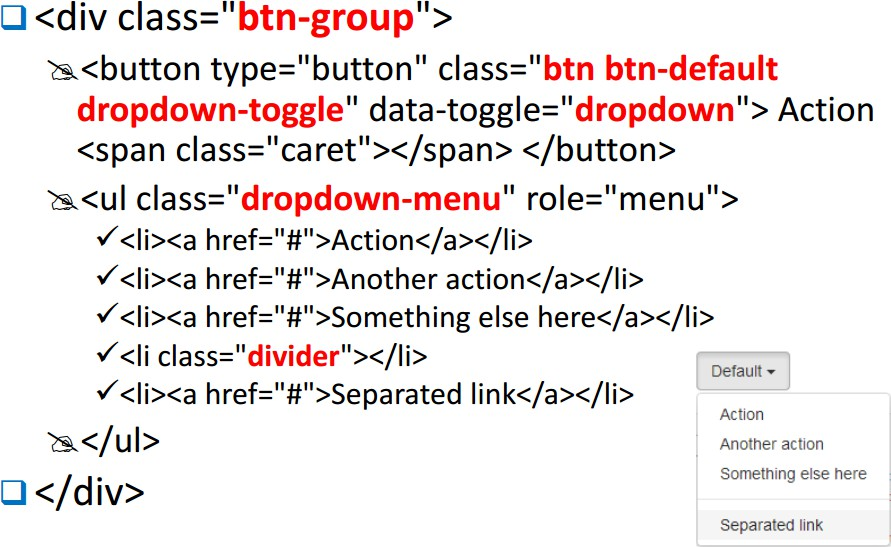 <div class="btn-group">
<button type="button" class="btn btn-default
dropdown-toggle" data-toggle="dropdown"> Action
<span class="caret"></span> </button>
<ul class="dropdown-menu" role="menu">
<li><a href="#">Action</a></li>
<li><a href="#">Another action</a></li>
<li><a href="#">Something else here</a></li>
<li class="divider"></li>
<li><a href="#">Separated link</a></li>
</ul>
</div>
Default
Action
Another action
Something else here
Separated link